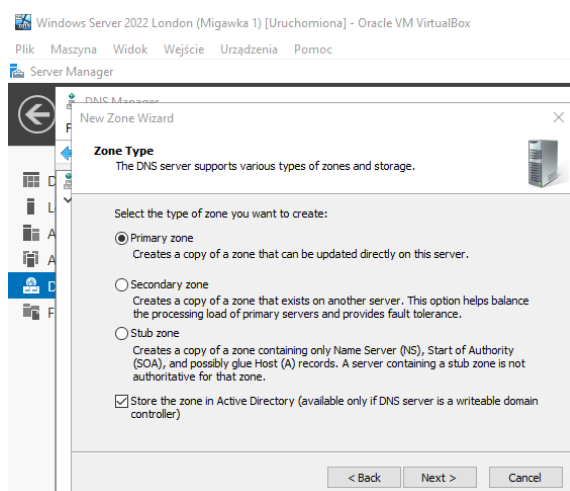 Windows Server 2022 London (Migawka 1) [Uruchomiona] - Oracle VM VirtualBox
Plik Maszyna Widok Wejście Urządzenia Pomoc
Server Manager
DNS Manager
F
New Zone Wizard
Zone Type
The DNS server supports various types of zones and storage.
D
L
A
A
D
F
Select the type of zone you want to create:
Primary zone
Creates a copy of a zone that can be updated directly on this server.
Secondary zone
Creates a copy of a zone that exists on another server. This option helps balance
the processing load of primary servers and provides fault tolerance.
Stub zone
Creates a copy of a zone containing only Name Server (NS), Start of Authority
(SOA), and possibly glue Host (A) records. A server containing a stub zone is not
authoritative for that zone.
Store the zone in Active Directory (available only if DNS server is a writeable domain
controller)
< Back Next > Cancel